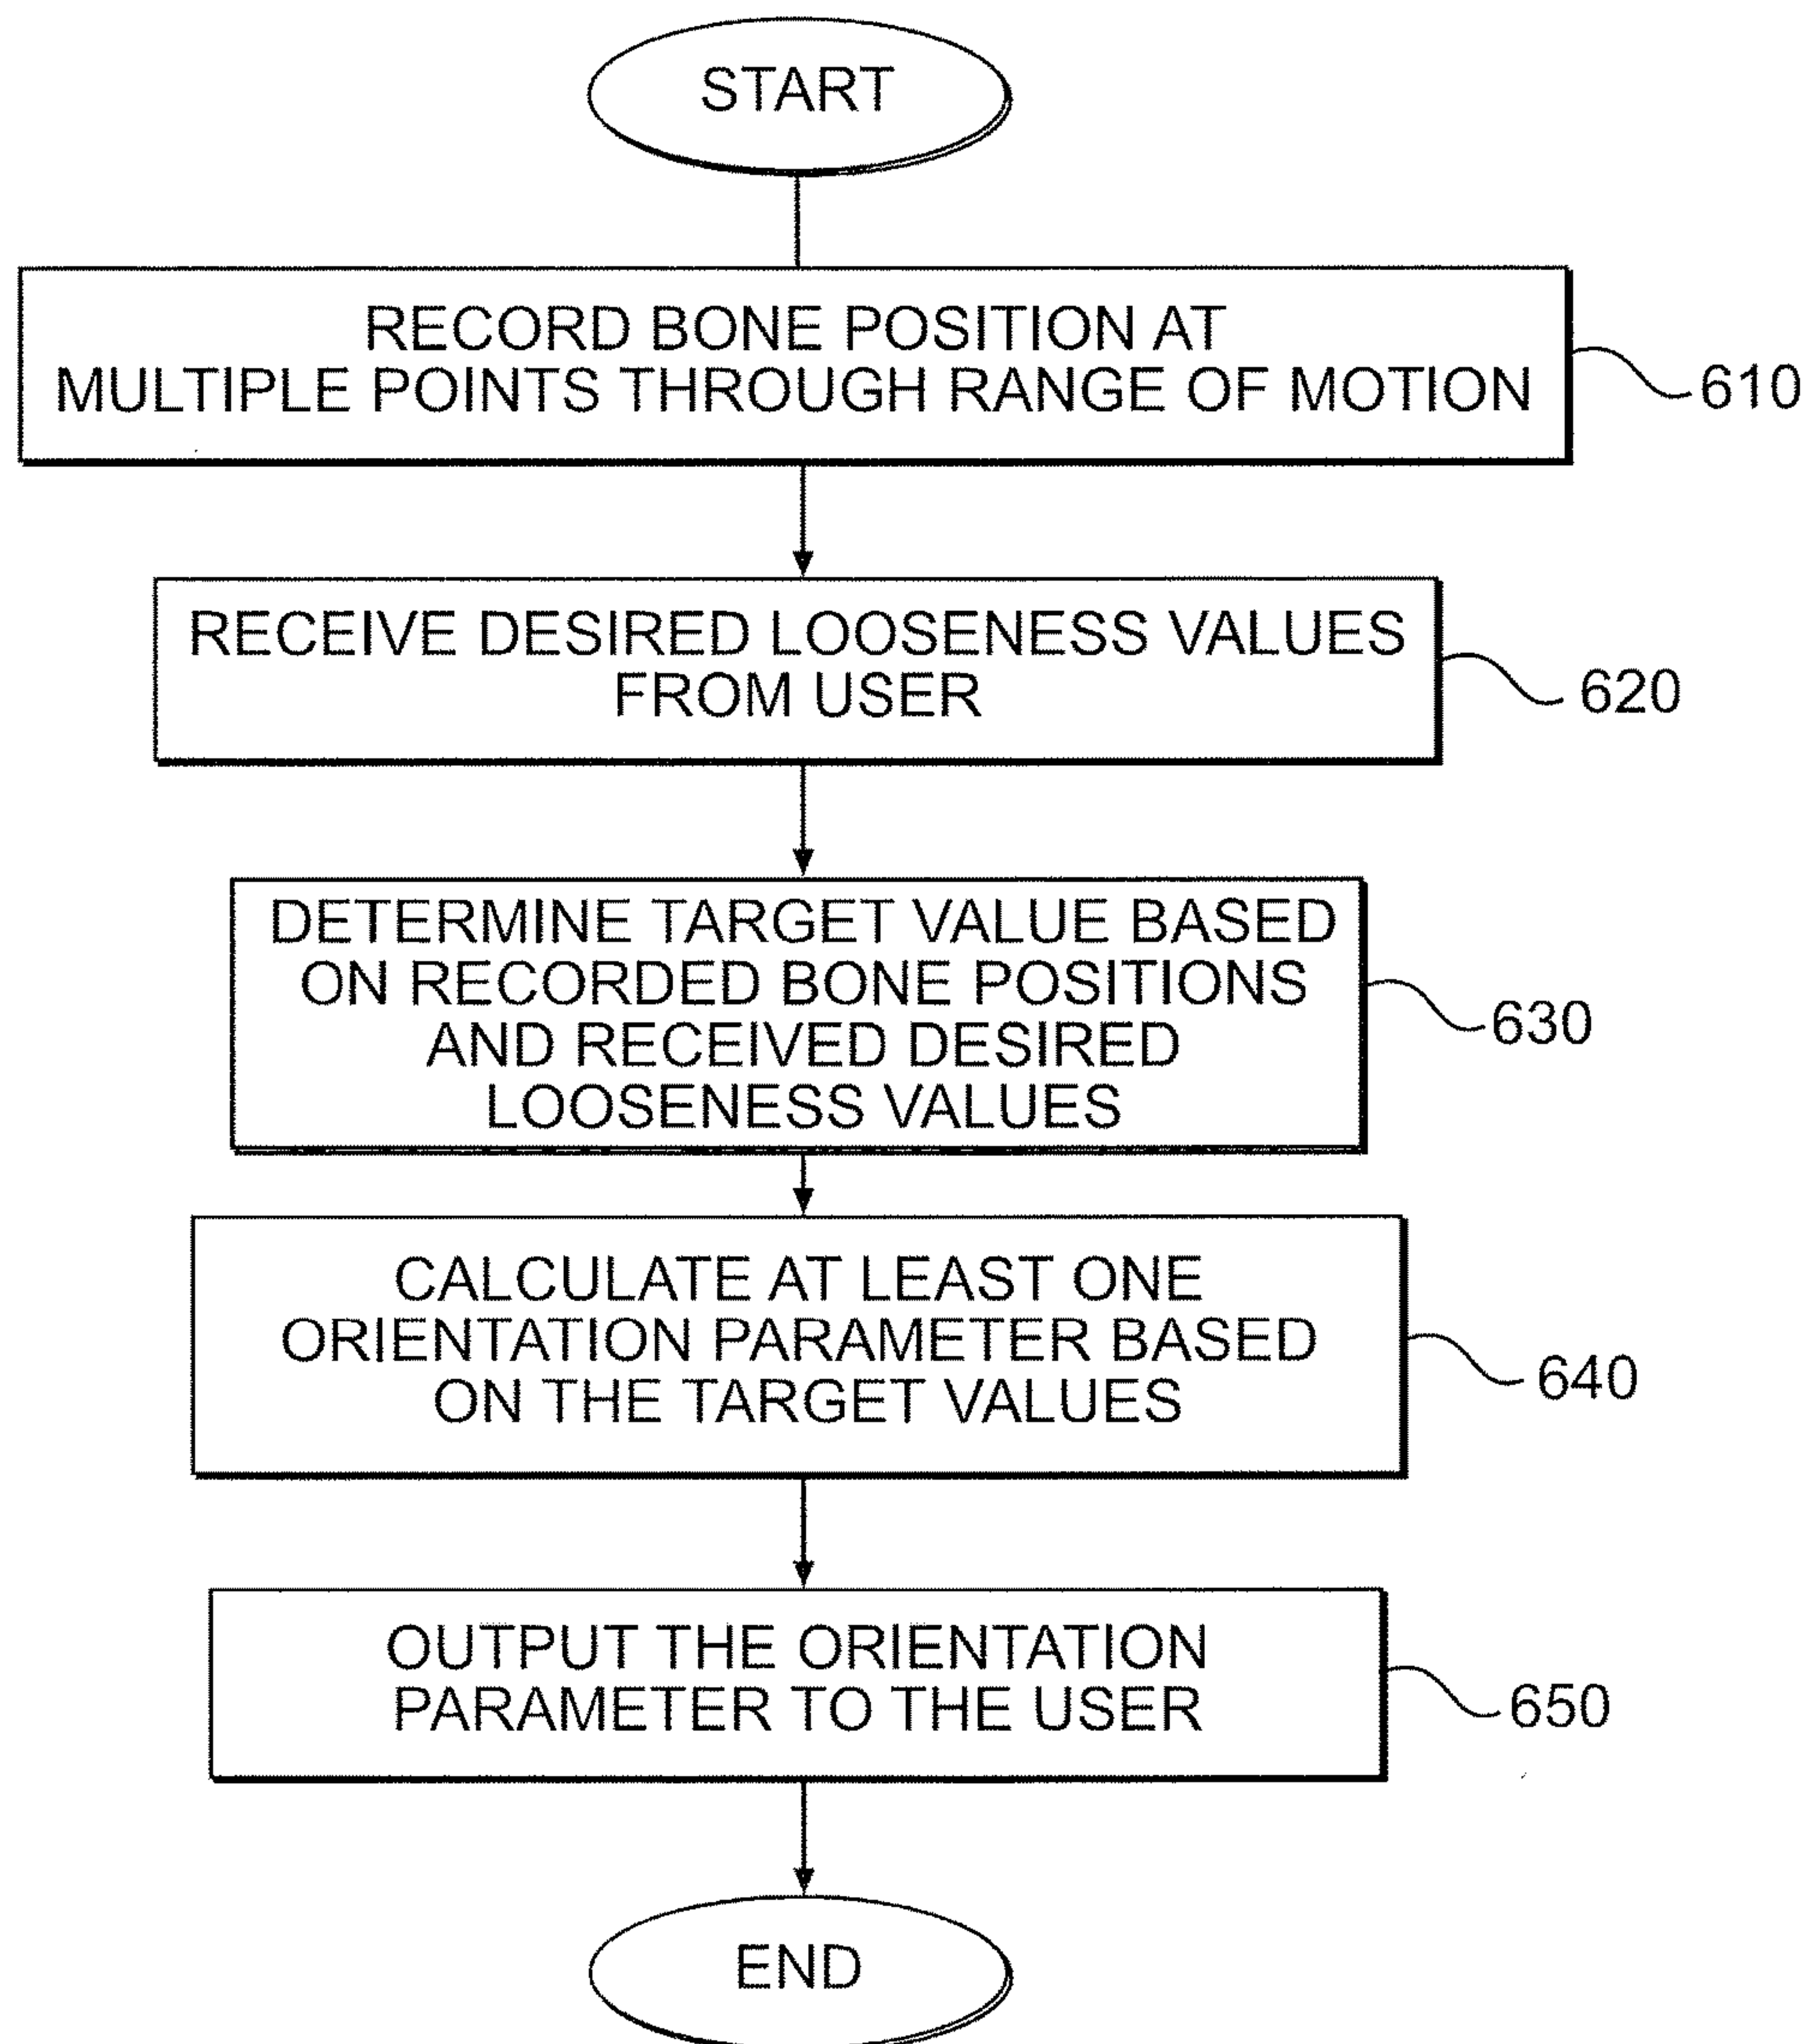 START
RECORD BONE POSITION AT
MULTIPLE POINTS THROUGH RANGE OF MOTION
610
RECEIVE DESIRED LOOSENESS VALUES
FROM USER
620
DETERMINE TARGET VALUE BASED
ON RECORDED BONE POSITIONS
AND RECEIVED DESIRED
LOOSENESS VALUES
630
CALCULATE AT LEAST ONE
ORIENTATION PARAMETER BASED
ON THE TARGET VALUES
640
OUTPUT THE ORIENTATION
PARAMETER TO THE USER
650
END